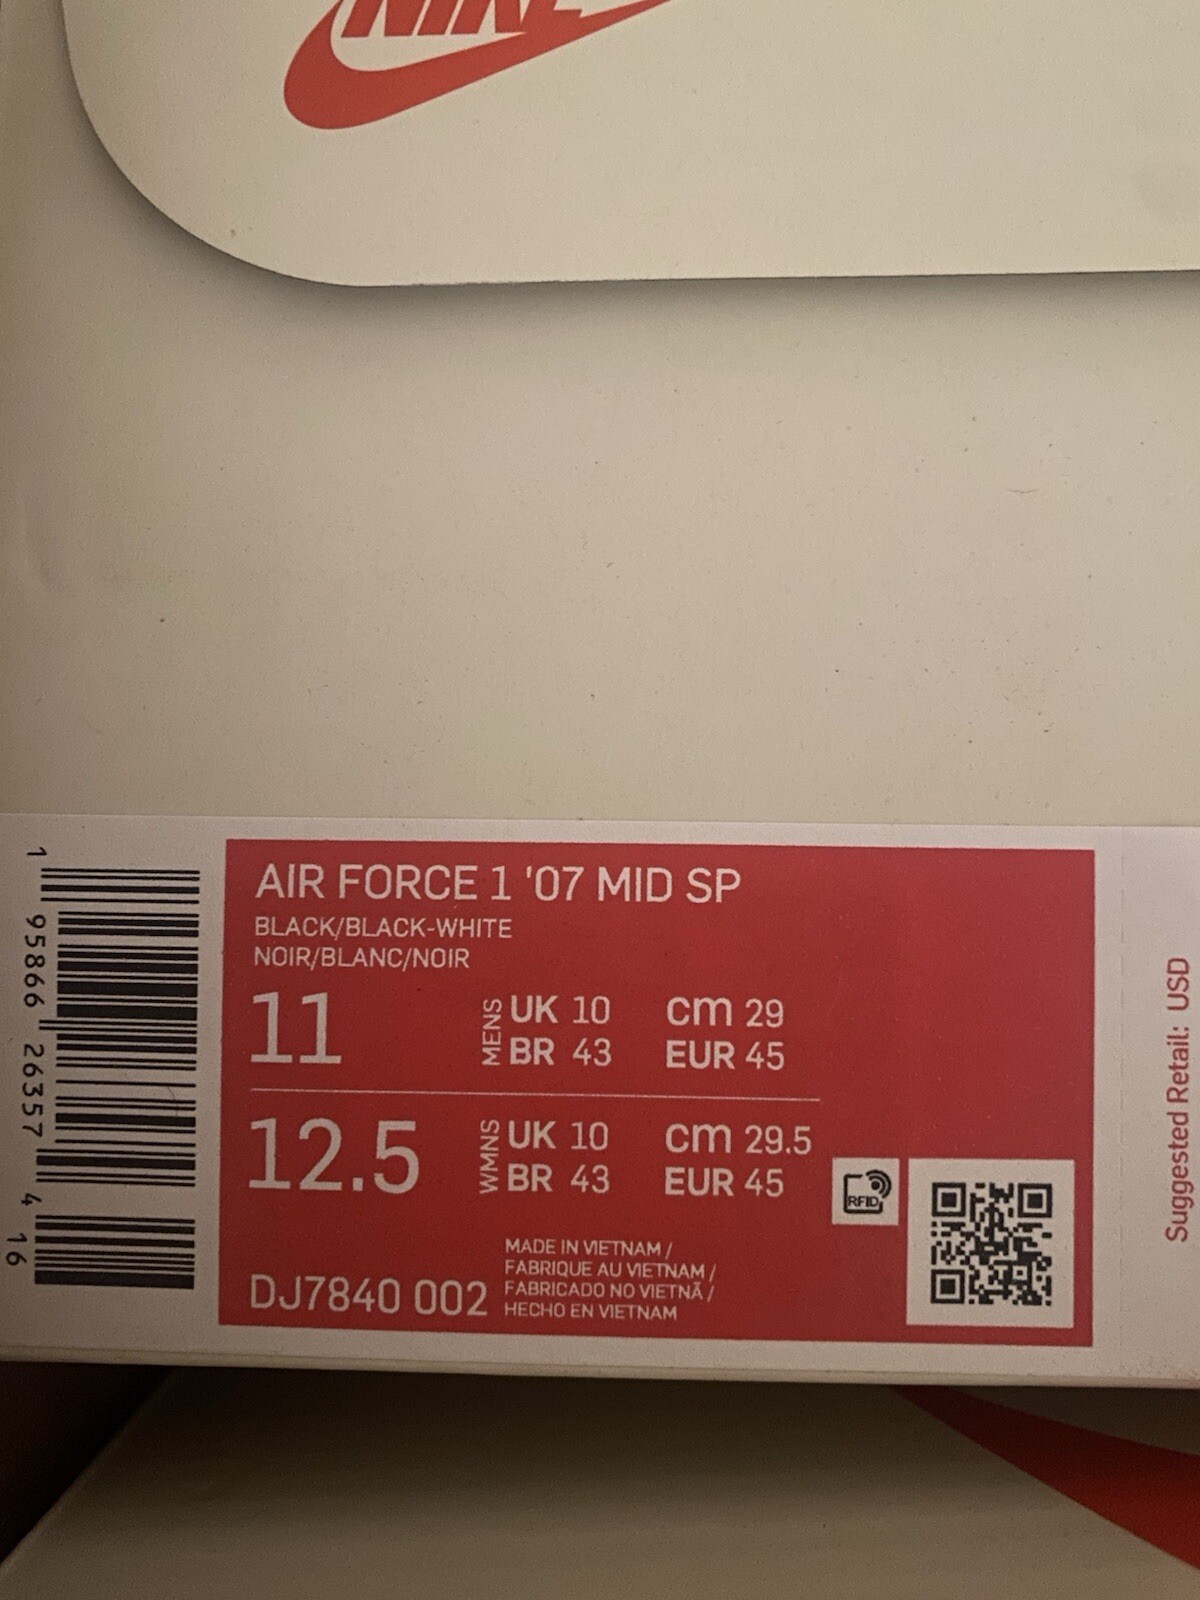 NIKE
AIR FORCE 1 '07 MID SP
BLACK/BLACK-WHITE
NOIR/BLANC/NOIR
11 MENS UK 10 cm 29
BR 43 EUR 45
12.5 WMNS UK 10 cm 29.5
BR 43 EUR 45
RFID
DJ7840 002
MADE IN VIETNAM /
FABRIQUE AU VIETNAM /
FABRICADO NO VIETNÃ /
HECHO EN VIETNAM
1 95866 26357 4 16
Suggested Retail: USD